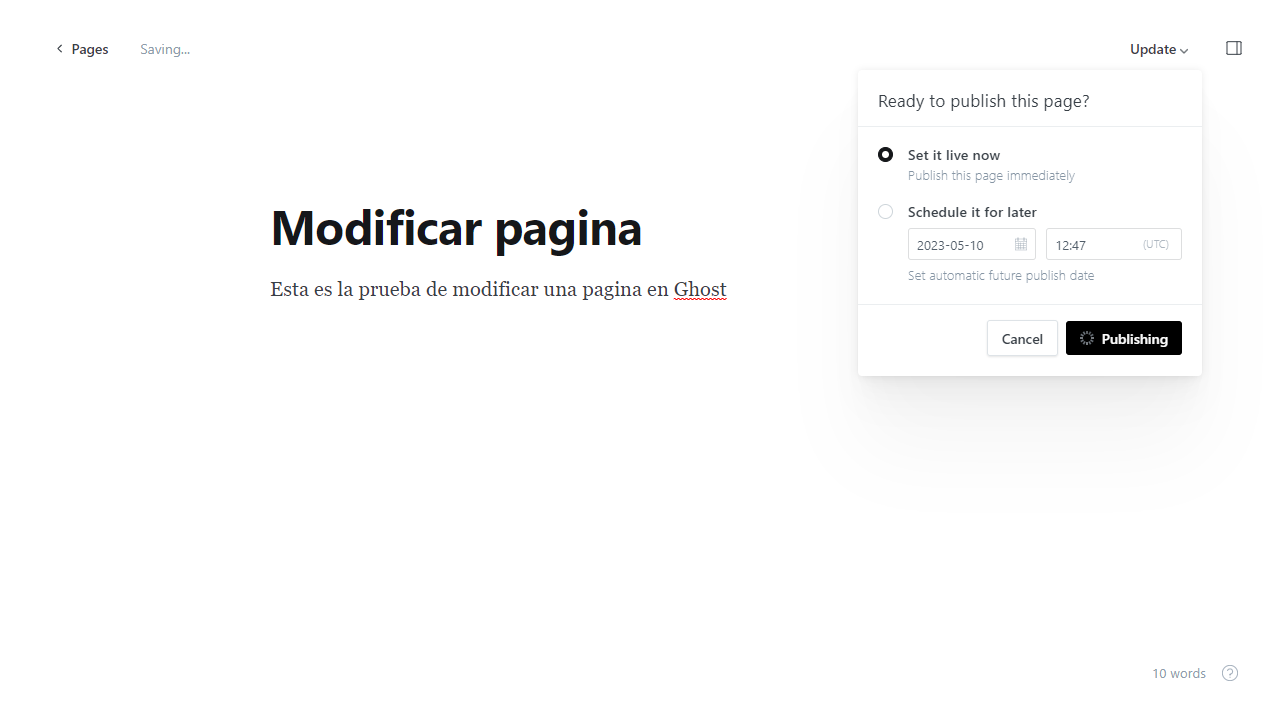 Pages
Saving...
Update
Ready to publish this page?
Set it live now
Publish this page immediately
Modificar pagina
Schedule it for later
2023-05-10
12:47
(UTC)
Set automatic future publish date
Esta es la prueba de modificar una pagina en Ghost
Cancel
Publishing
10 words
?